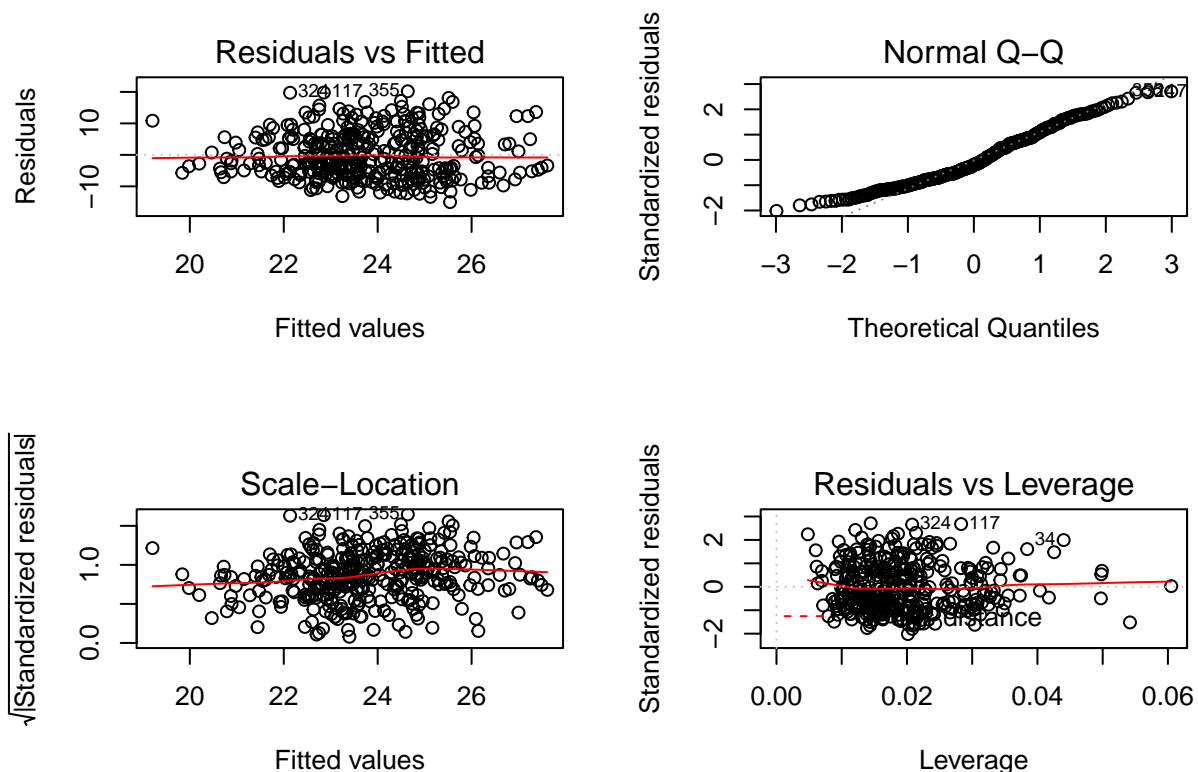 Residuals vs Fitted
Residuals
10
−10
324 117 355
20 22 24 26
Fitted values
Normal Q−Q
Standardized residuals
2
0
−2
−3 −2 −1 0 1 2 3
Theoretical Quantiles
Scale−Location
√|Standardized residuals|
1.0
0.0
324 117 355
20 22 24 26
Fitted values
Residuals vs Leverage
Standardized residuals
2
0
−2
324 117
34
distance
0.00 0.02 0.04 0.06
Leverage